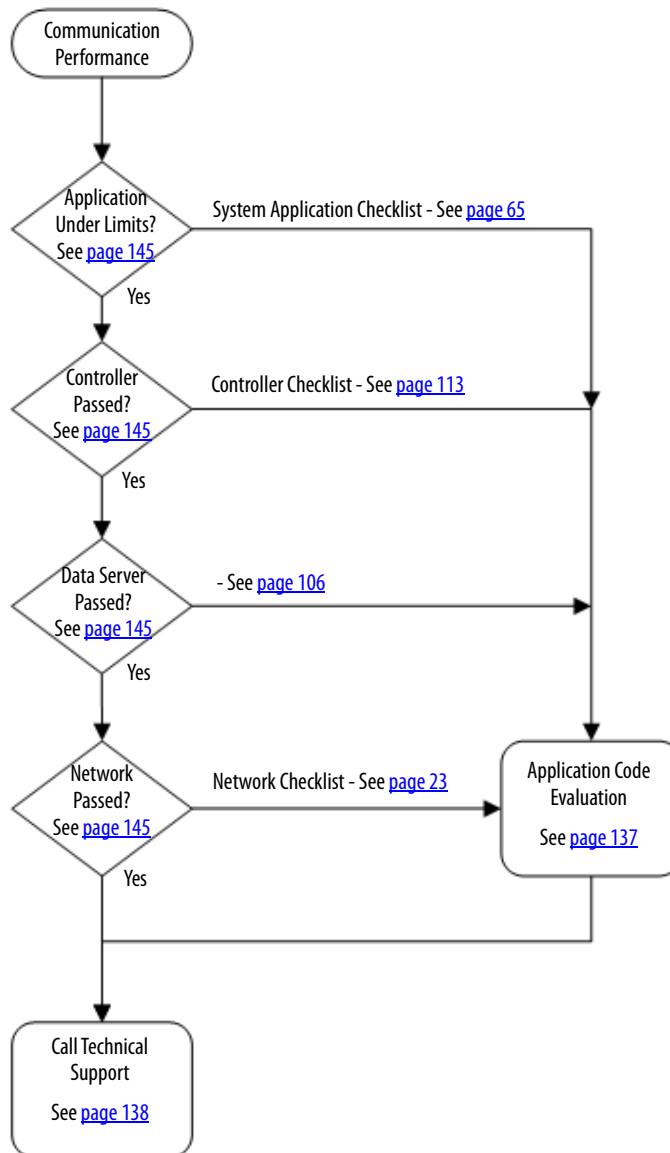 Communication
Performance
Application
Under Limits?
See page 145
System Application Checklist - See page 65
Yes
Controller
Passed?
See page 145
Controller Checklist - See page 113
Yes
Data Server
Passed?
See page 145
- See page 106
Yes
Network
Passed?
See page 145
Network Checklist - See page 23
Application Code
Evaluation
See page 137
Yes
Call Technical
Support
See page 138